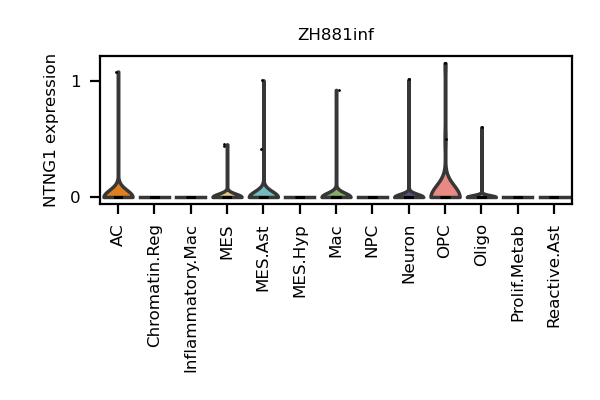 ZH881inf
NTNG1 expression
1
0
AC
Chromatin.Reg
Inflammatory.Mac
MES
MES.Ast
MES.Hyp
Mac
NPC
Neuron
OPC
Oligo
Prolif.Metab
Reactive.Ast